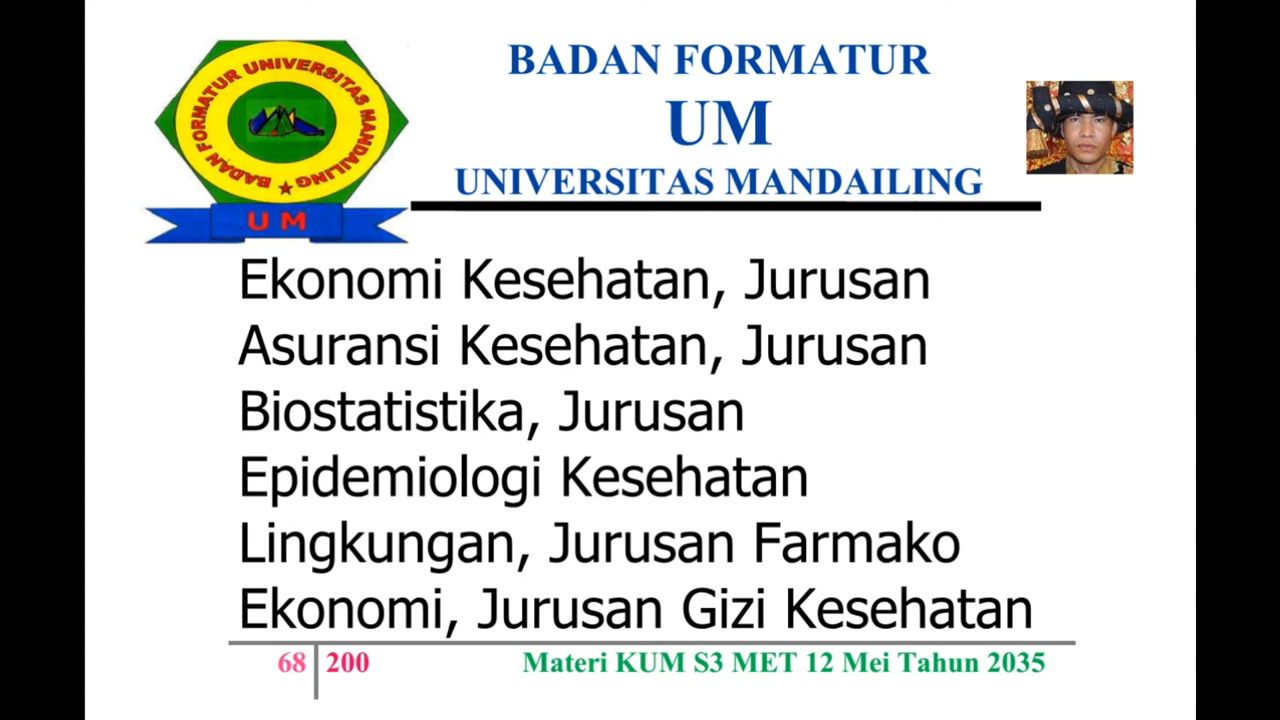 BADAN FORMATUR UNIVERSITAS MANDAILING
U M
BADAN FORMATUR
UM
UNIVERSITAS MANDAILING
Ekonomi Kesehatan, Jurusan
Asuransi Kesehatan, Jurusan
Biostatistika, Jurusan
Epidemiologi Kesehatan
Lingkungan, Jurusan Farmako
Ekonomi, Jurusan Gizi Kesehatan
68 200 Materi KUM S3 MET 12 Mei Tahun 2035